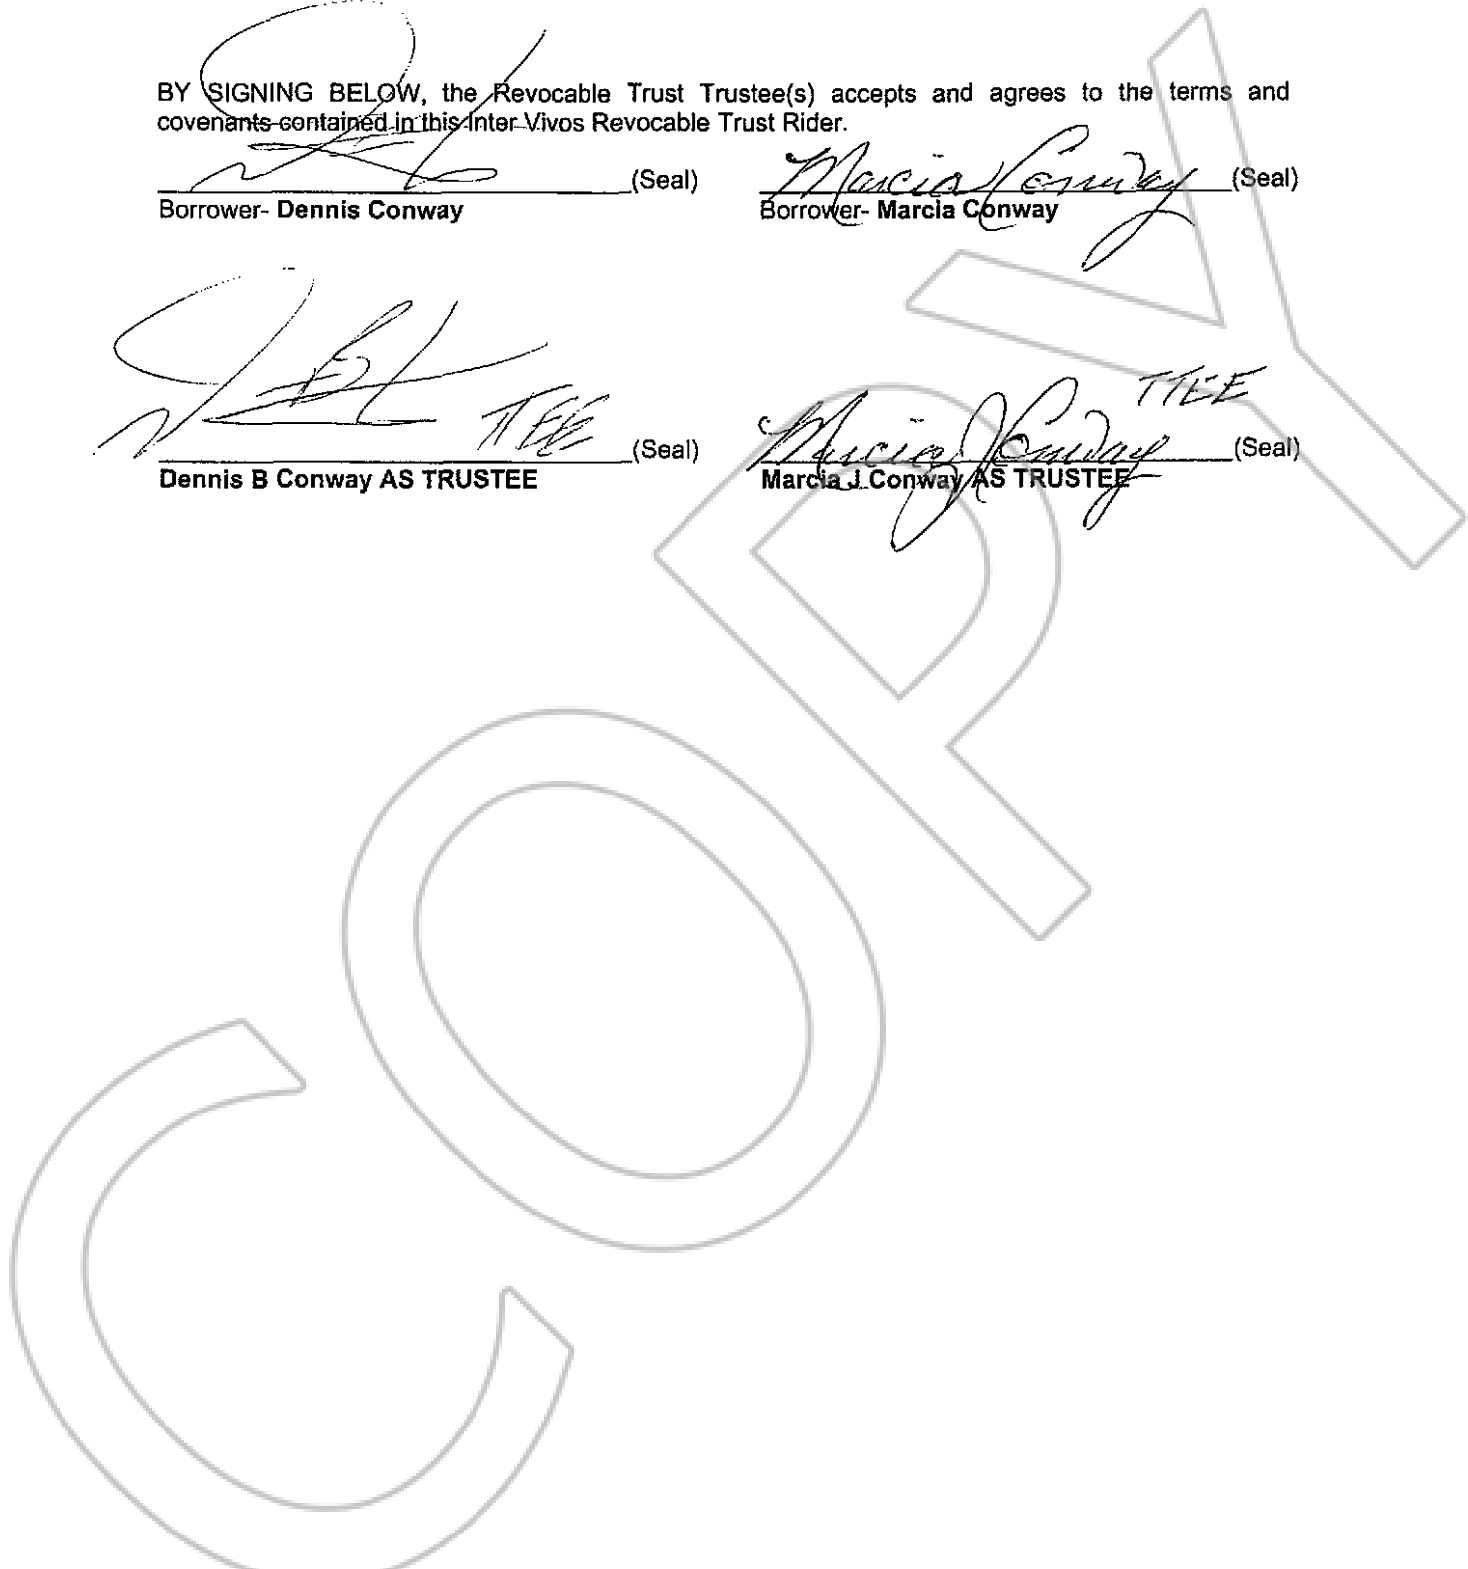 BY SIGNING BELOW, the Revocable Trust Trustee(s) accepts and agrees to the terms and
covenants contained in this Inter Vivos Revocable Trust Rider.
Marcia Conway
(Seal) (Seal)
Borrower- Dennis Conway Borrower- Marcia Conway
TTEE Marcia J Conway TTEE
(Seal) (Seal)
Dennis B Conway AS TRUSTEE Marcia J Conway AS TRUSTEE
COPY